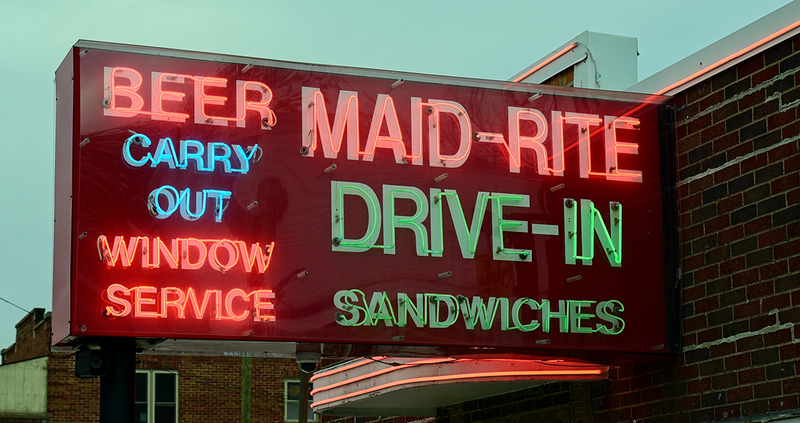 BEER
CARRY
OUT
WINDOW
SERVICE
MAID-RITE
DRIVE-IN
SANDWICHES